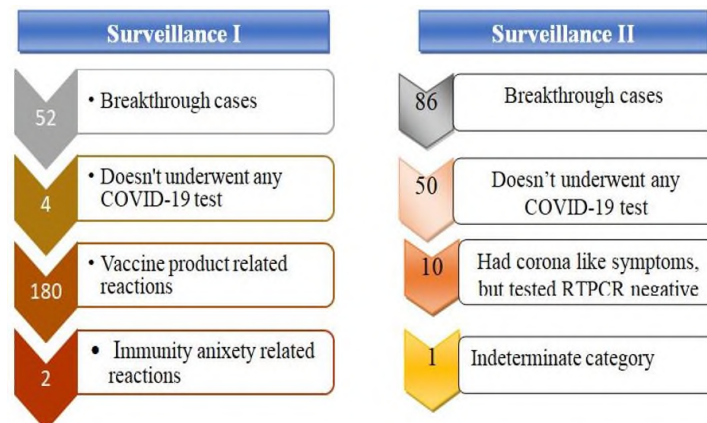 Surveillance I
52
• Breakthrough cases
4
• Doesn't underwent any
COVID-19 test
180
• Vaccine product related
reactions
2
• Immunity anixety related
reactions
Surveillance II
86
Breakthrough cases
50
Doesn’t underwent any
COVID-19 test
10
Had corona like symptoms,
but tested RTPCR negative
1
Indeterminate category